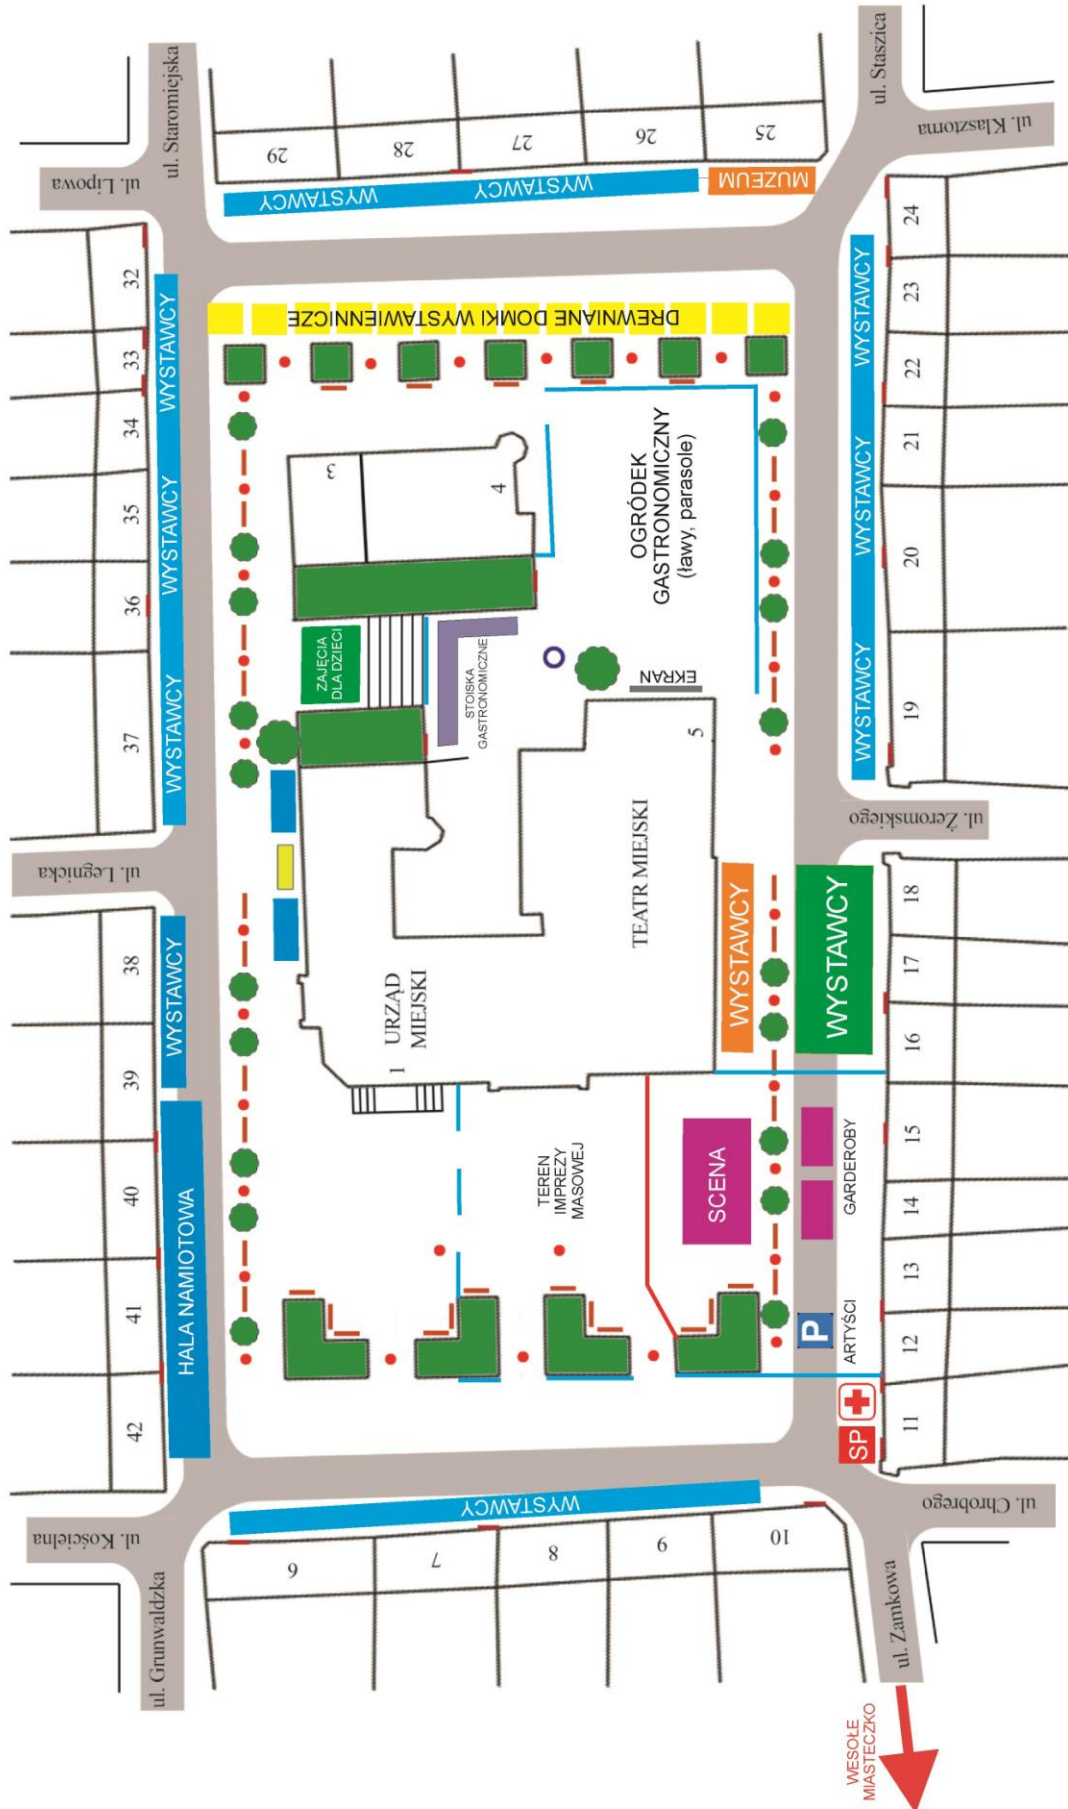 ul. Staromiejska
ul. Lipowa
ul. Staszica
ul. Klasztorna
29
28
27
26
25
WYSTAWCY
WYSTAWCY
MUZEUM
32
33
34
35
36
37
WYSTAWCY
WYSTAWCY
WYSTAWCY
DREWNIANE DOMKI WYSTAWIENNICZE
24
23
22
21
20
19
WYSTAWCY
WYSTAWCY
WYSTAWCY
3
4
OGRÓDEK
GASTRONOMICZNY
(ławy, parasole)
ZAJĘCIA
DLA DZIECI
STOISKA
GASTRONOMICZNE
EKRAN
5
TEATR MIEJSKI
URZĄD
MIEJSKI
1
ul. Legnicka
ul. Żeromskiego
38
39
40
41
42
WYSTAWCY
HALA NAMIOTOWA
WYSTAWCY
WYSTAWCY
18
17
16
15
14
13
12
11
TEREN
IMPREZY
MASOWEJ
SCENA
GARDEROBY
P
ARTYŚCI
SP
WYSTAWCY
6
7
8
9
10
ul. Kościelna
ul. Grunwaldzka
ul. Chrobrego
ul. Zamkowa
WESOŁE
MIASTECZKO